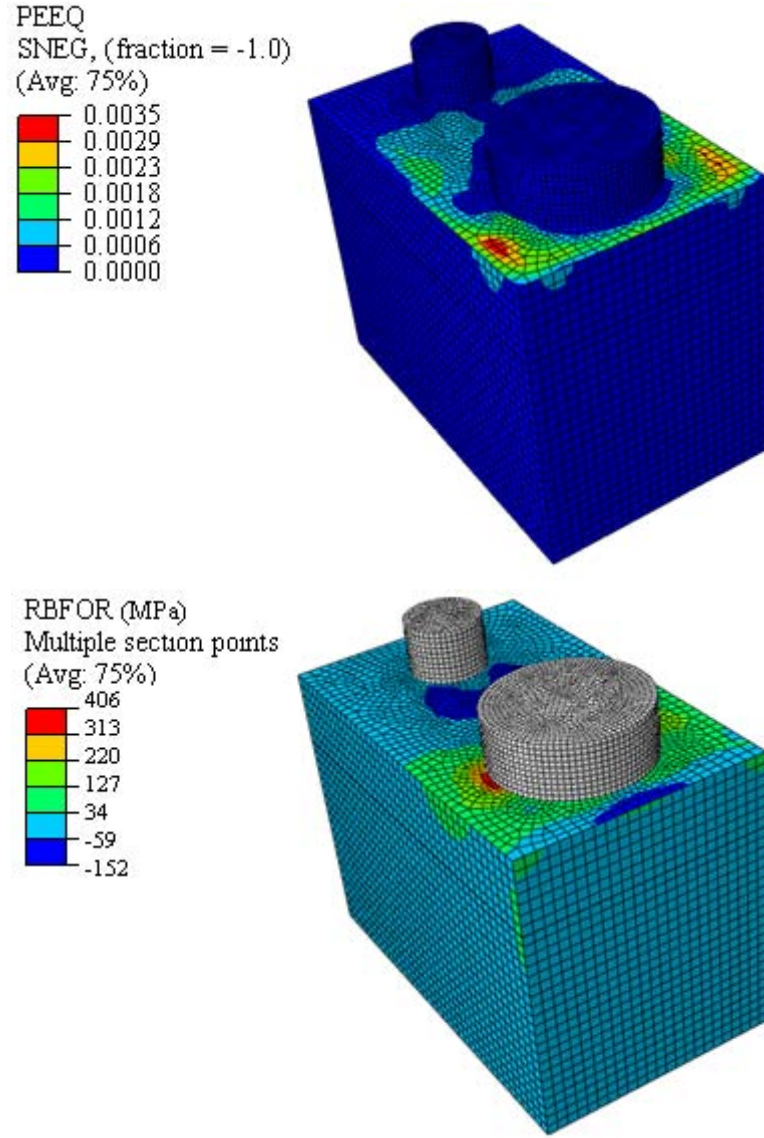 PEEQ
SNEG, (fraction = -1.0)
(Avg: 75%)
0.0035
0.0029
0.0023
0.0018
0.0012
0.0006
0.0000
RBFOR (MPa)
Multiple section points
(Avg: 75%)
406
313
220
127
34
-59
-152